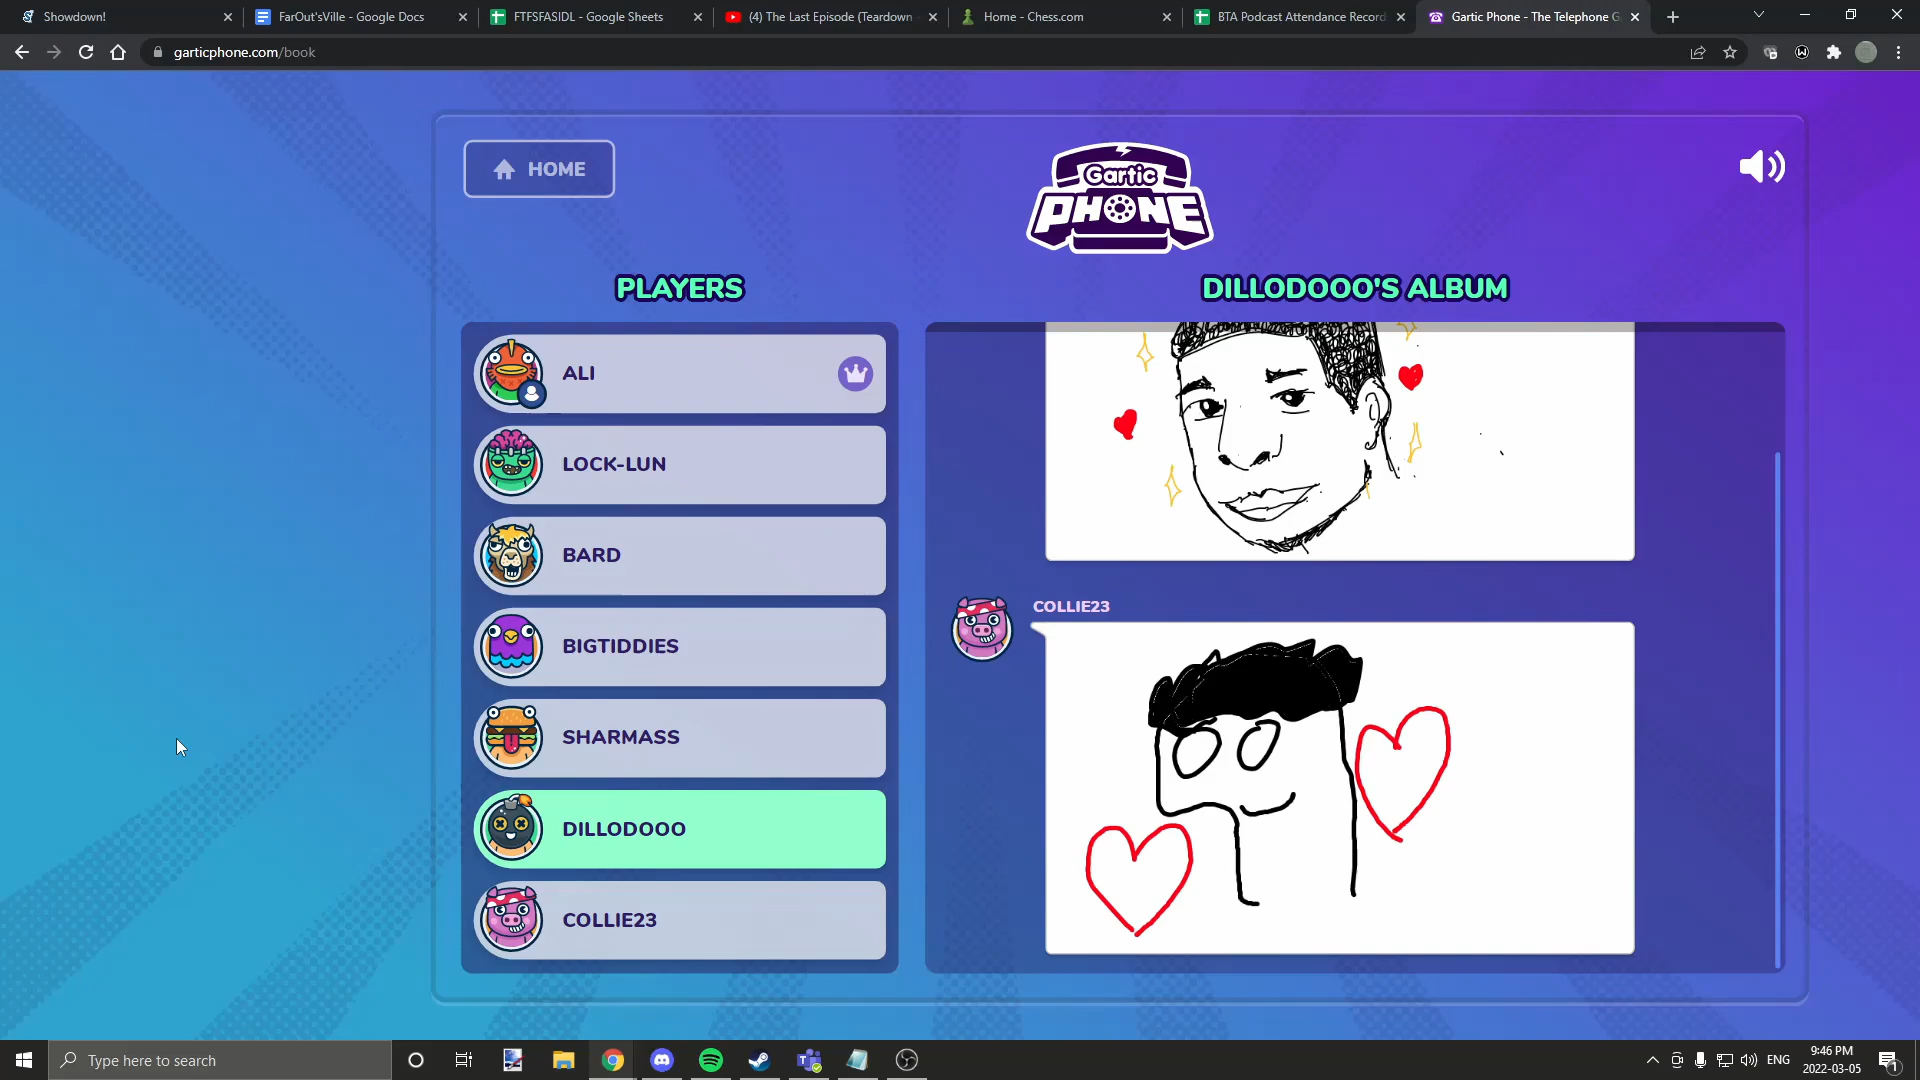 Showdown!
FarOut'sVille - Google Docs
FTFSFASIDL - Google Sheets
(4) The Last Episode (Teardown
Home - Chess.com
BTA Podcast Attendance Record
Gartic Phone - The Telephone G
garticphone.com/book
HOME
Gartic
PHONE
PLAYERS
DILLODOOO'S ALBUM
ALI
LOCK-LUN
BARD
BIGTIDDIES
SHARMASS
DILLODOOO
COLLIE23
COLLIE23
Type here to search
ENG
9:46 PM
2022-03-05
1